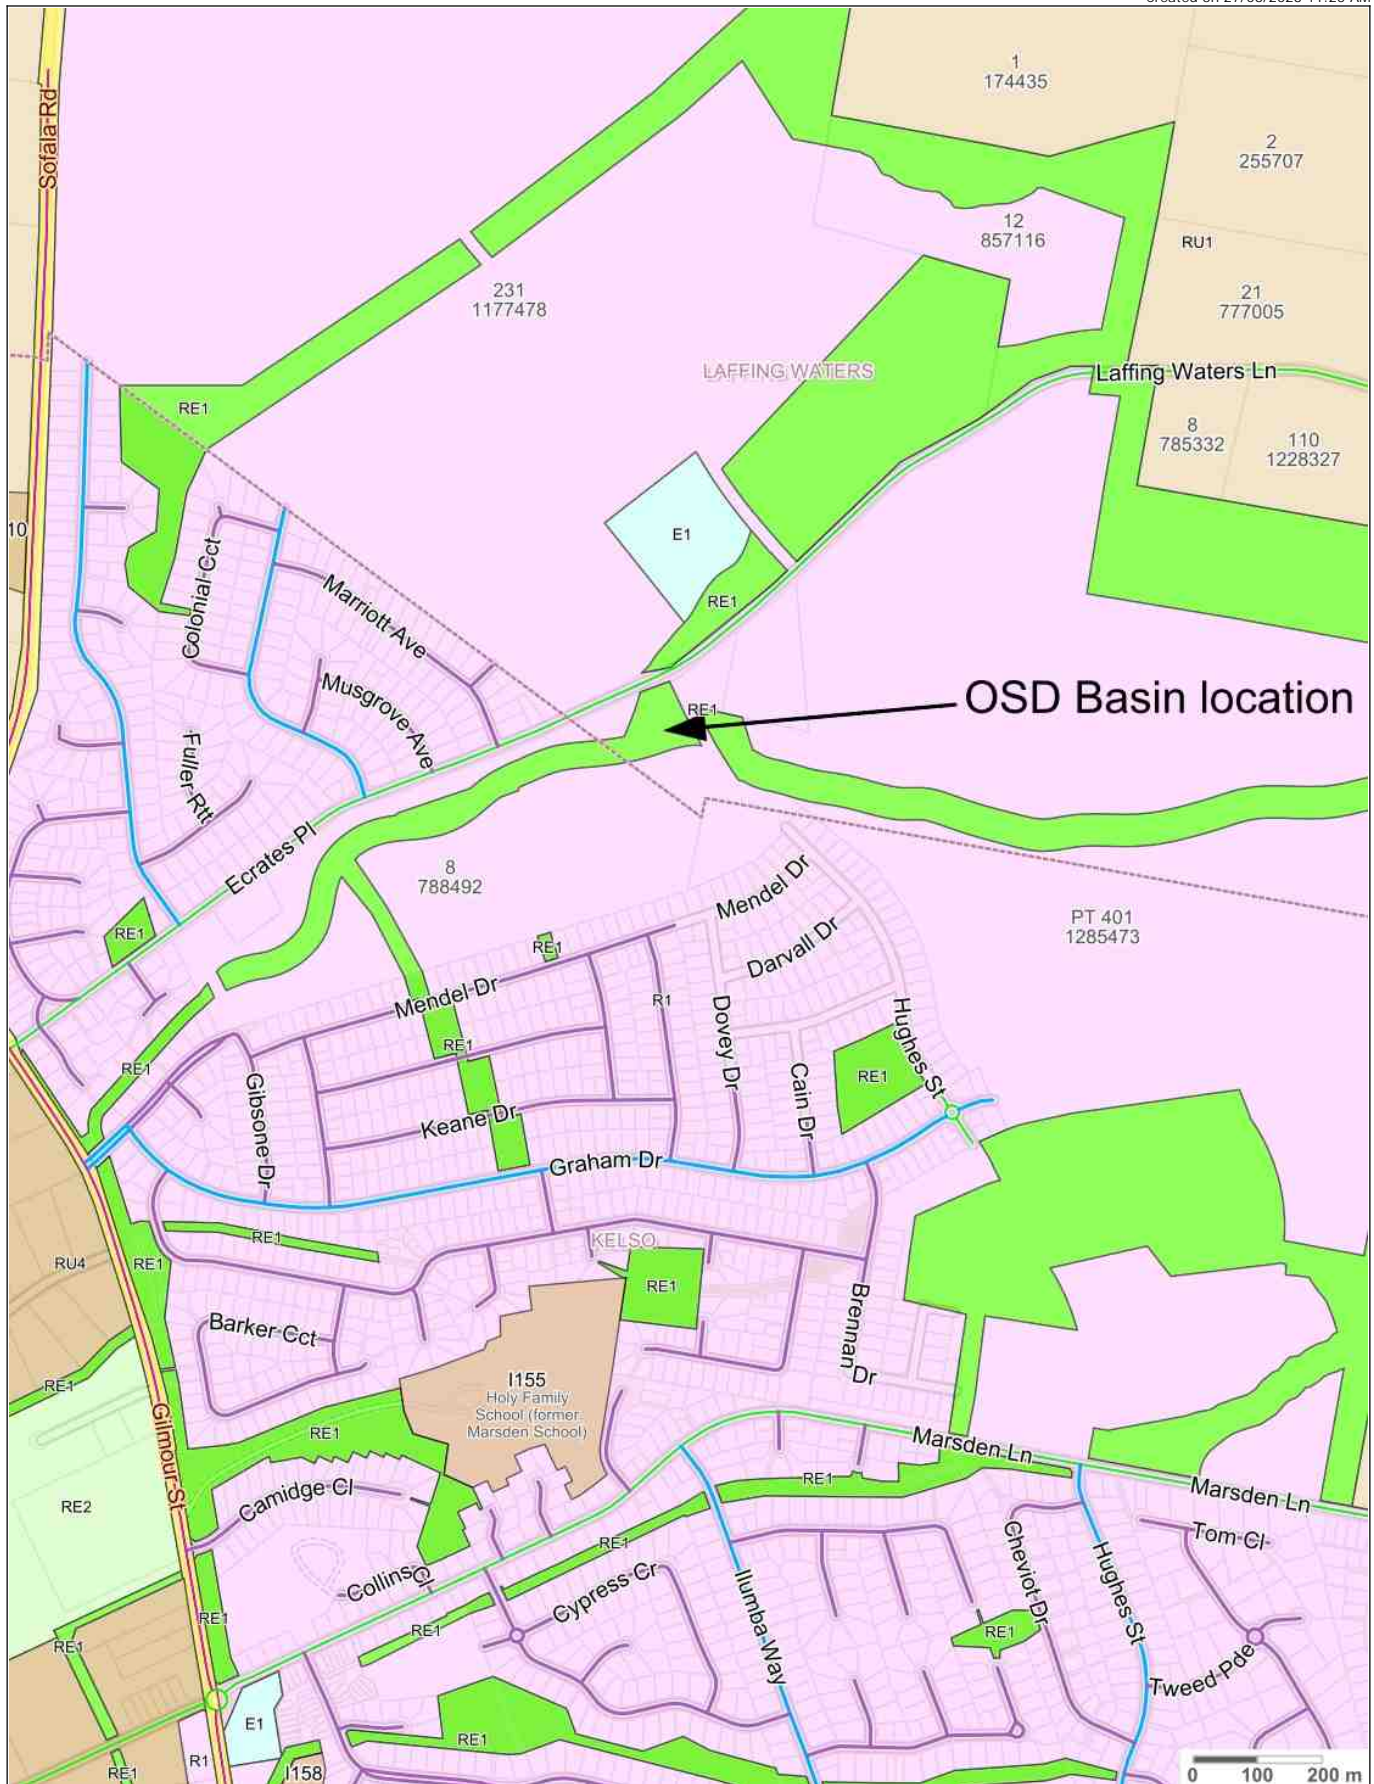 Sofala Rd
1
174435
2
255707
12
857116
RU1
231
1177478
21
777005
LAFFING WATERS
Laffing Waters Ln
RE1
8
785332
110
1228327
10
E1
Colonial Cct
Marriott Ave
RE1
Musgrove Ave
OSD Basin location
RE1
Fuller Rtt
Ecrates Pl
8
788492
Mendel Dr
PT 401
1285473
RE1
RE1
Darvall Dr
Mendel Dr
R1
Dovey Dr
Hughes St
RE1
RE1
Gibsone Dr
Cain Dr
RE1
Keane Dr
Graham Dr
RE1
KELSO
RU4
RE1
RE1
Barker Cct
Brennan
Dr
I155
Holy Family
School (former
Marsden School)
RE1
Gilmour St
RE1
Marsden Ln
RE1
Camidge Cl
Marsden Ln
RE2
Tom Cl
RE1
Cheviot Dr
Hughes St
Collins Cl
Cypress Cr
Ilumba Way
RE1
RE1
RE1
RE1
Tweed Pde
E1
RE1
R1
I158
RE1
0 100 200 m